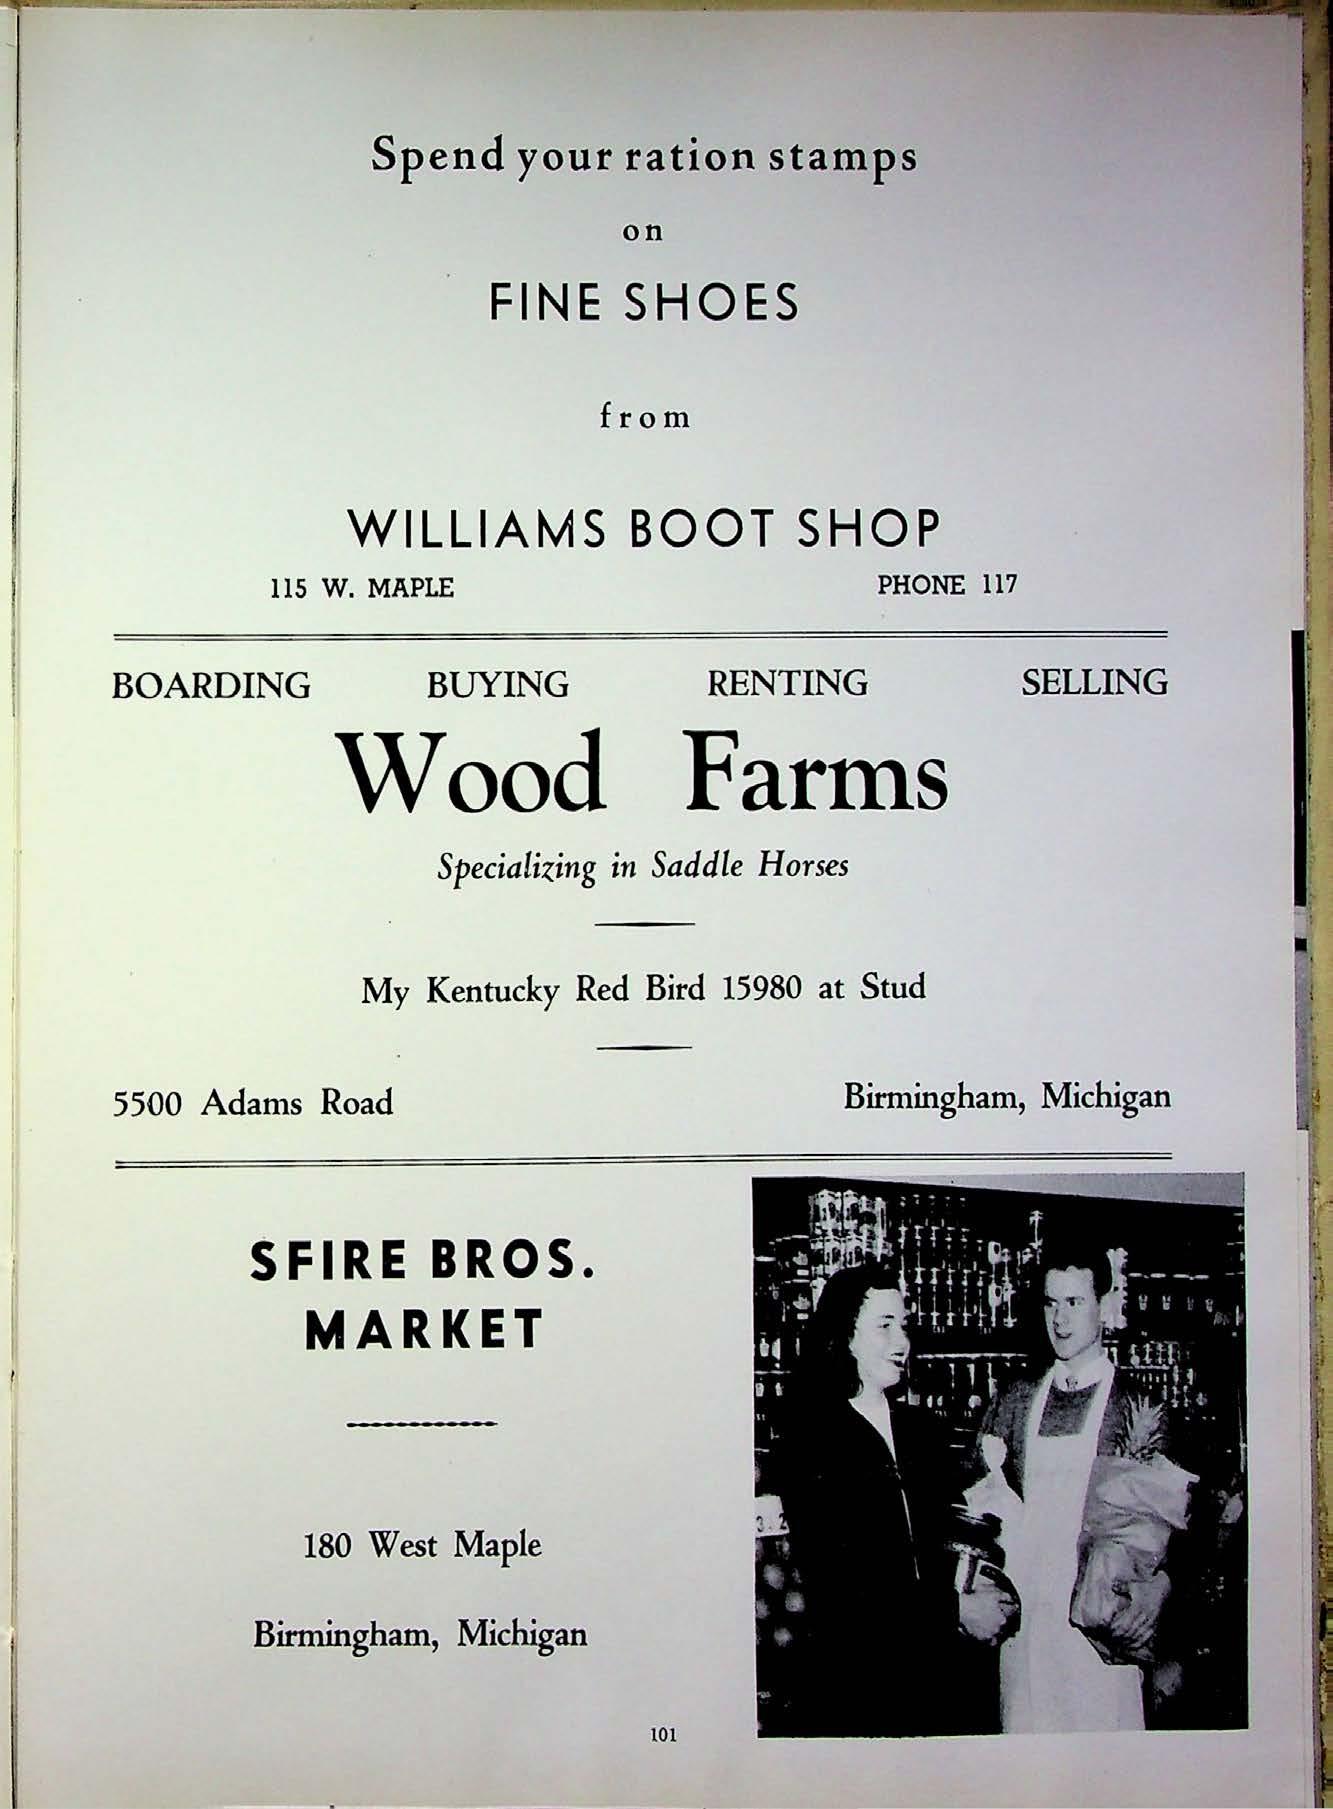 Spend your ration stamps
on
FINE SHOES
from
WILLIAMS BOOT SHOP
115 W. MAPLE PHONE 117
BOARDING BUYING RENTING SELLING
Wood Farms
Specializing in Saddle Horses
My Kentucky Red Bird 15980 at Stud
5500 Adams Road Birmingham, Michigan
SFIRE BROS.
MARKET
180 West Maple
Birmingham, Michigan
101